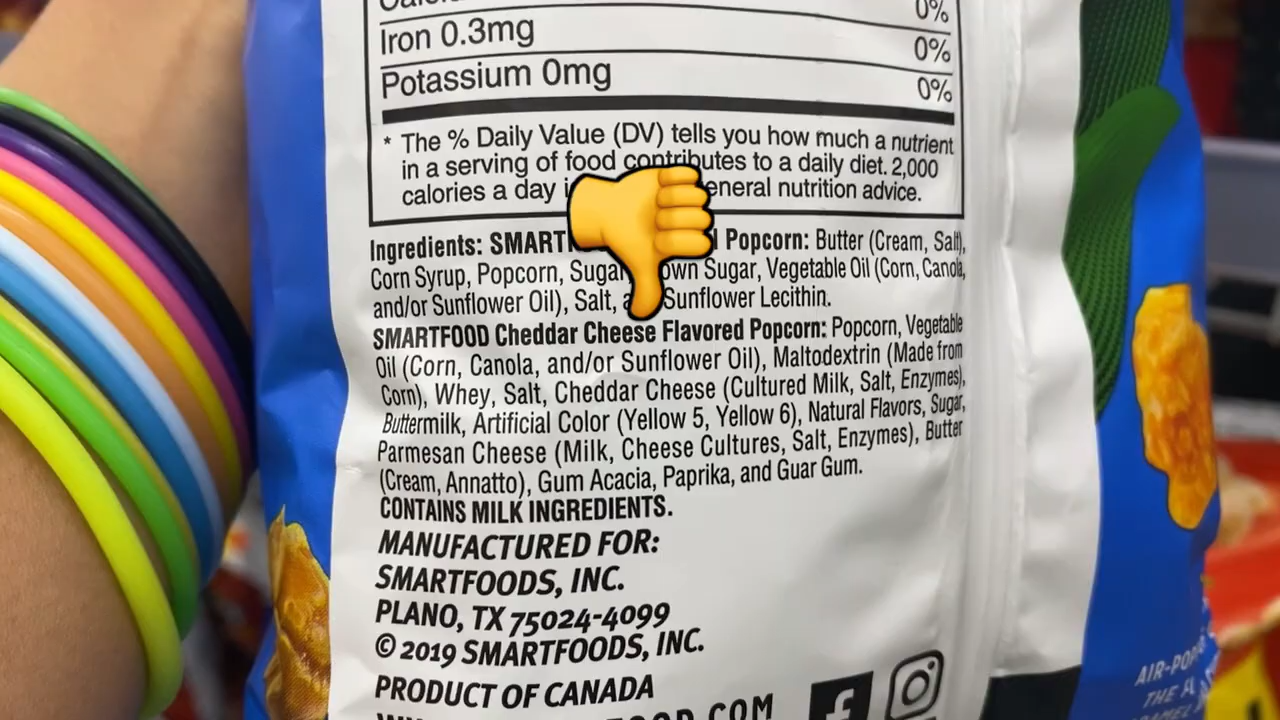 0%
Iron 0.3mg 0%
Potassium 0mg 0%
* The % Daily Value (DV) tells you how much a nutrient
in a serving of food contributes to a daily diet. 2,000
calories a day general nutrition advice.
Ingredients: Popcorn: Butter (Cream, Salt),
Corn Syrup, Popcorn, Sugar, Sugar, Vegetable Oil (Corn, Canola,
and/or Sunflower Oil), Salt, Sunflower Lecithin.
SMARTFOOD Cheddar Cheese Flavored Popcorn: Popcorn, Vegetable
Oil (Corn, Canola, and/or Sunflower Oil), Maltodextrin (Made from
Corn), Whey, Salt, Cheddar Cheese (Cultured Milk, Salt, Enzymes),
Buttermilk, Artificial Color (Yellow 5, Yellow 6), Natural Flavors, Sugar,
Parmesan Cheese (Milk, Cheese Cultures, Salt, Enzymes), Butter
(Cream, Annatto), Gum Acacia, Paprika, and Guar Gum.
CONTAINS MILK INGREDIENTS.
MANUFACTURED FOR:
SMARTFOODS, INC.
PLANO, TX 75024-4099
© 2019 SMARTFOODS, INC.
PRODUCT OF CANADA
THE